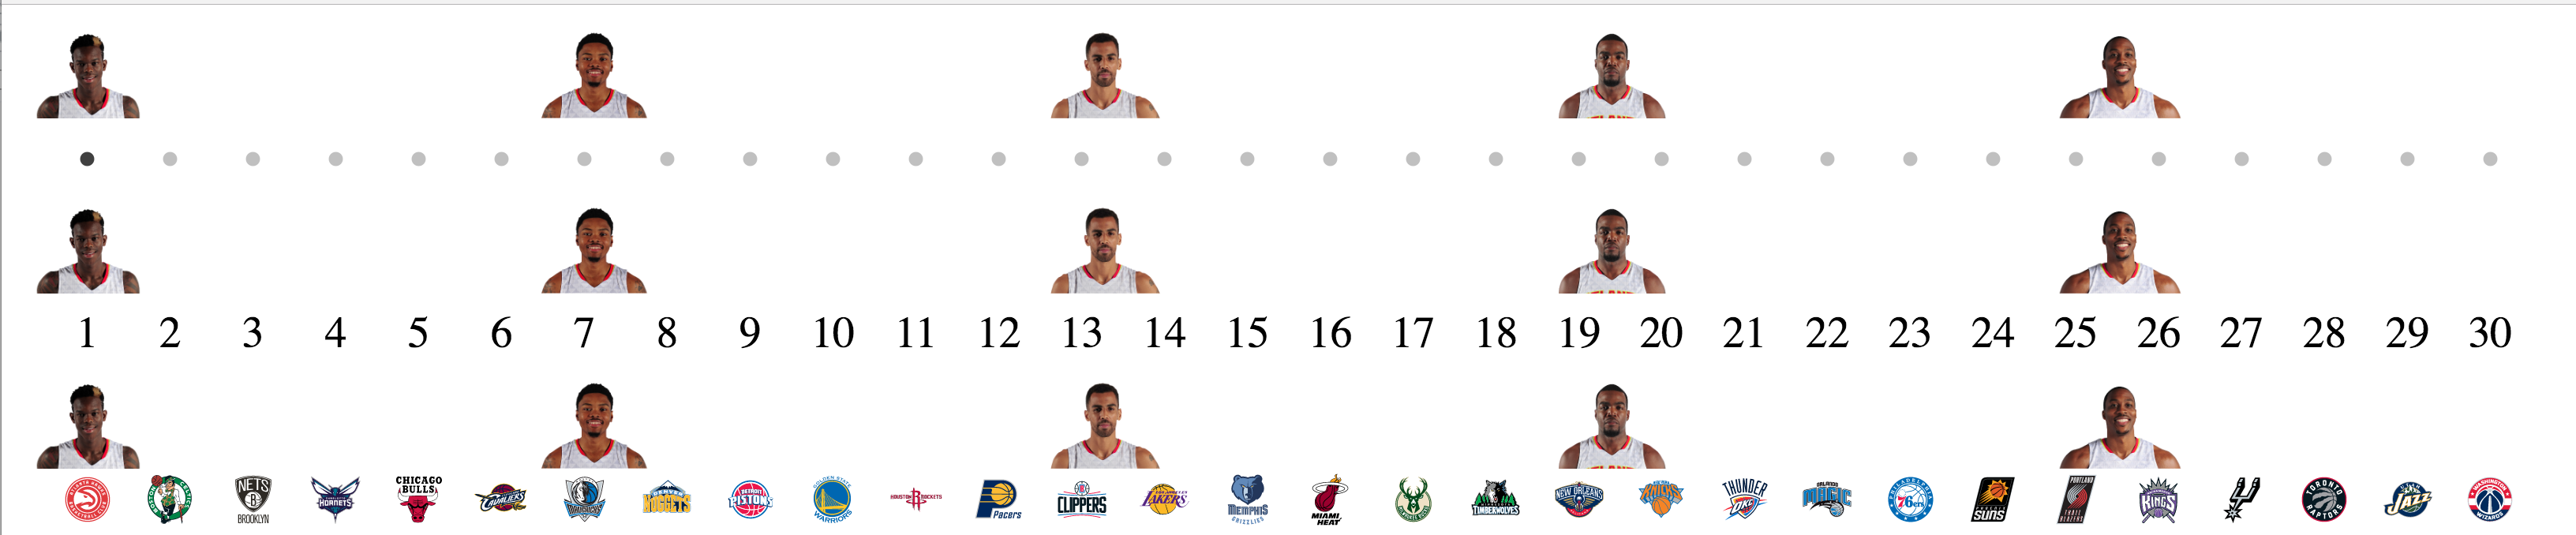 1 2 3 4 5 6 7 8 9 10 11 12 13 14 15 16 17 18 19 20 21 22 23 24 25 26 27 28 29 30
NETS B BROOKLYN
HORNETS
CHICAGO BULLS
CAVALIERS
MAVERICKS
DENVER NUGGETS
DETROIT PISTONS
GOLDEN STATE WARRIORS
HOUSTON R ROCKETS
Pacers
CLIPPERS
LAKERS
MEMPHIS GRIZZLIES
MIAMI HEAT
TIMBERWOLVES
NEW ORLEANS
KNICKS
THUNDER OKC
ORLANDO MAGIC
PHILADELPHIA 76ers
PHOENIX SUNS
PORTLAND TRAIL BLAZERS
KINGS
TORONTO RAPTORS
JAZZ
WASHINGTON WIZARDS